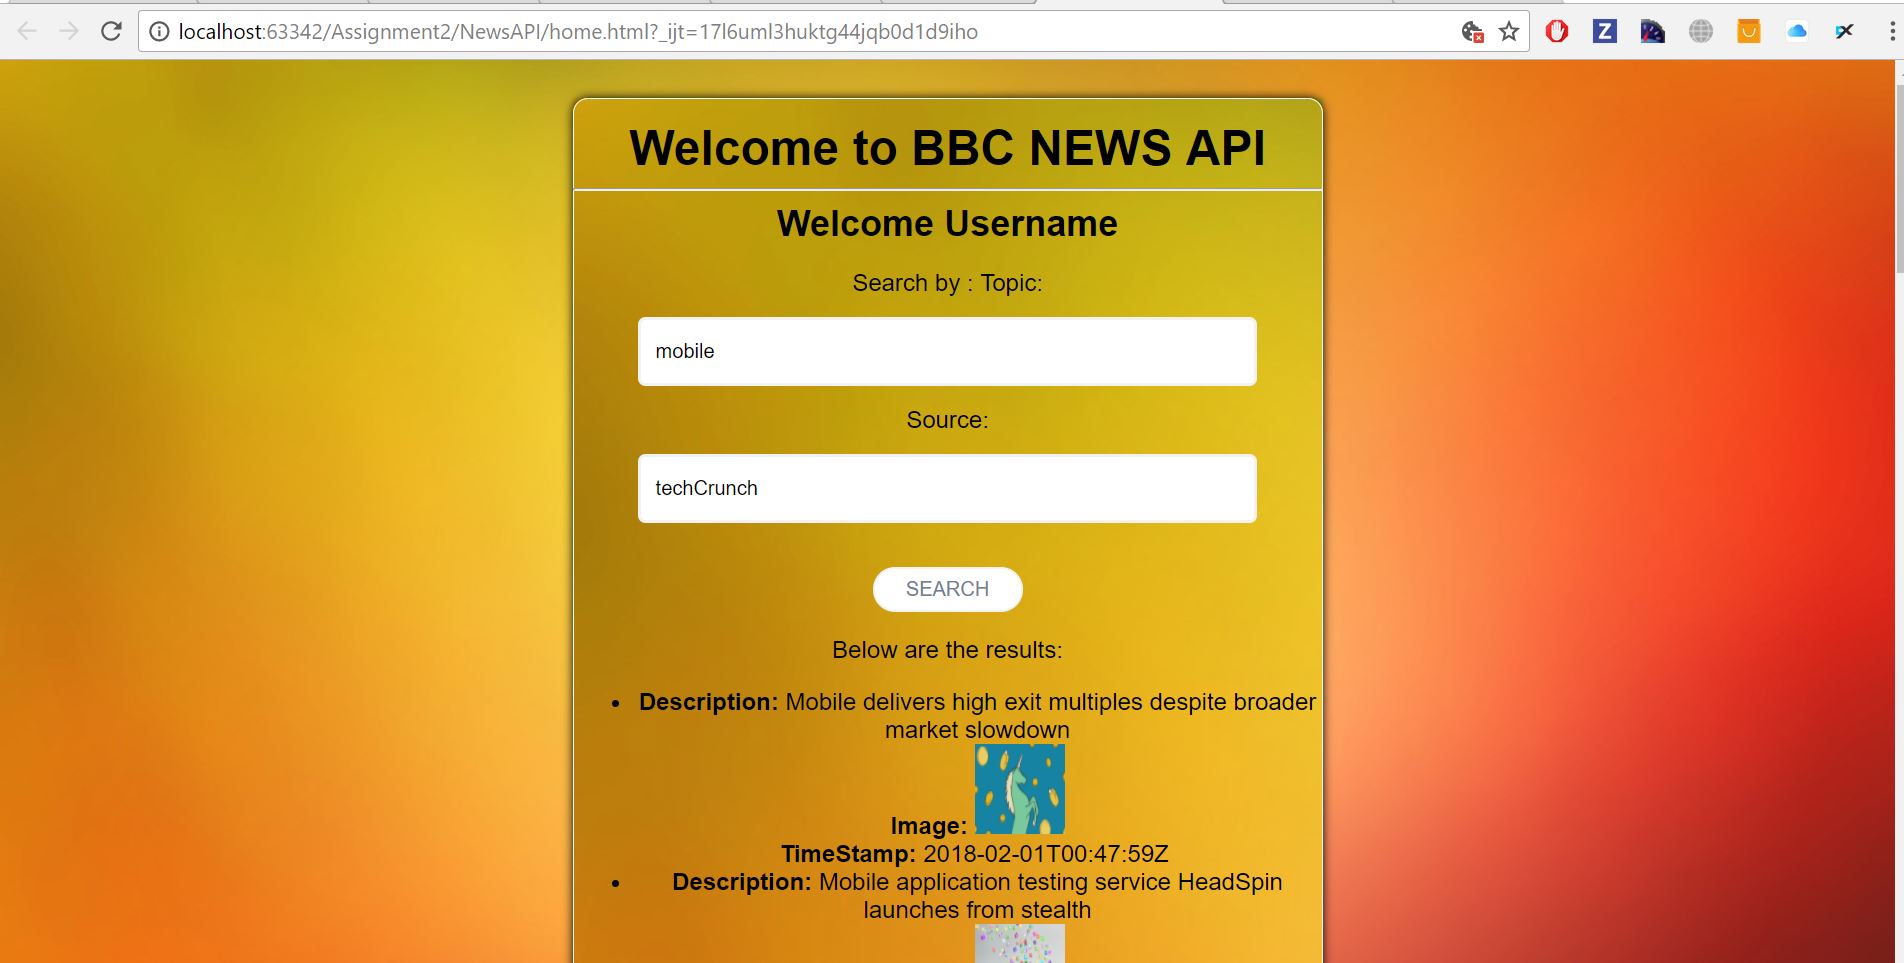 localhost:63342/Assignment2/NewsAPI/home.html?_ijt=17l6uml3huktg44jqb0d1d9iho
Z
Welcome to BBC NEWS API
Welcome Username
Search by : Topic:
mobile
Source:
techCrunch
SEARCH
Below are the results:
• Description: Mobile delivers high exit multiples despite broader
market slowdown
Image:
TimeStamp: 2018-02-01T00:47:59Z
• Description: Mobile application testing service HeadSpin
launches from stealth